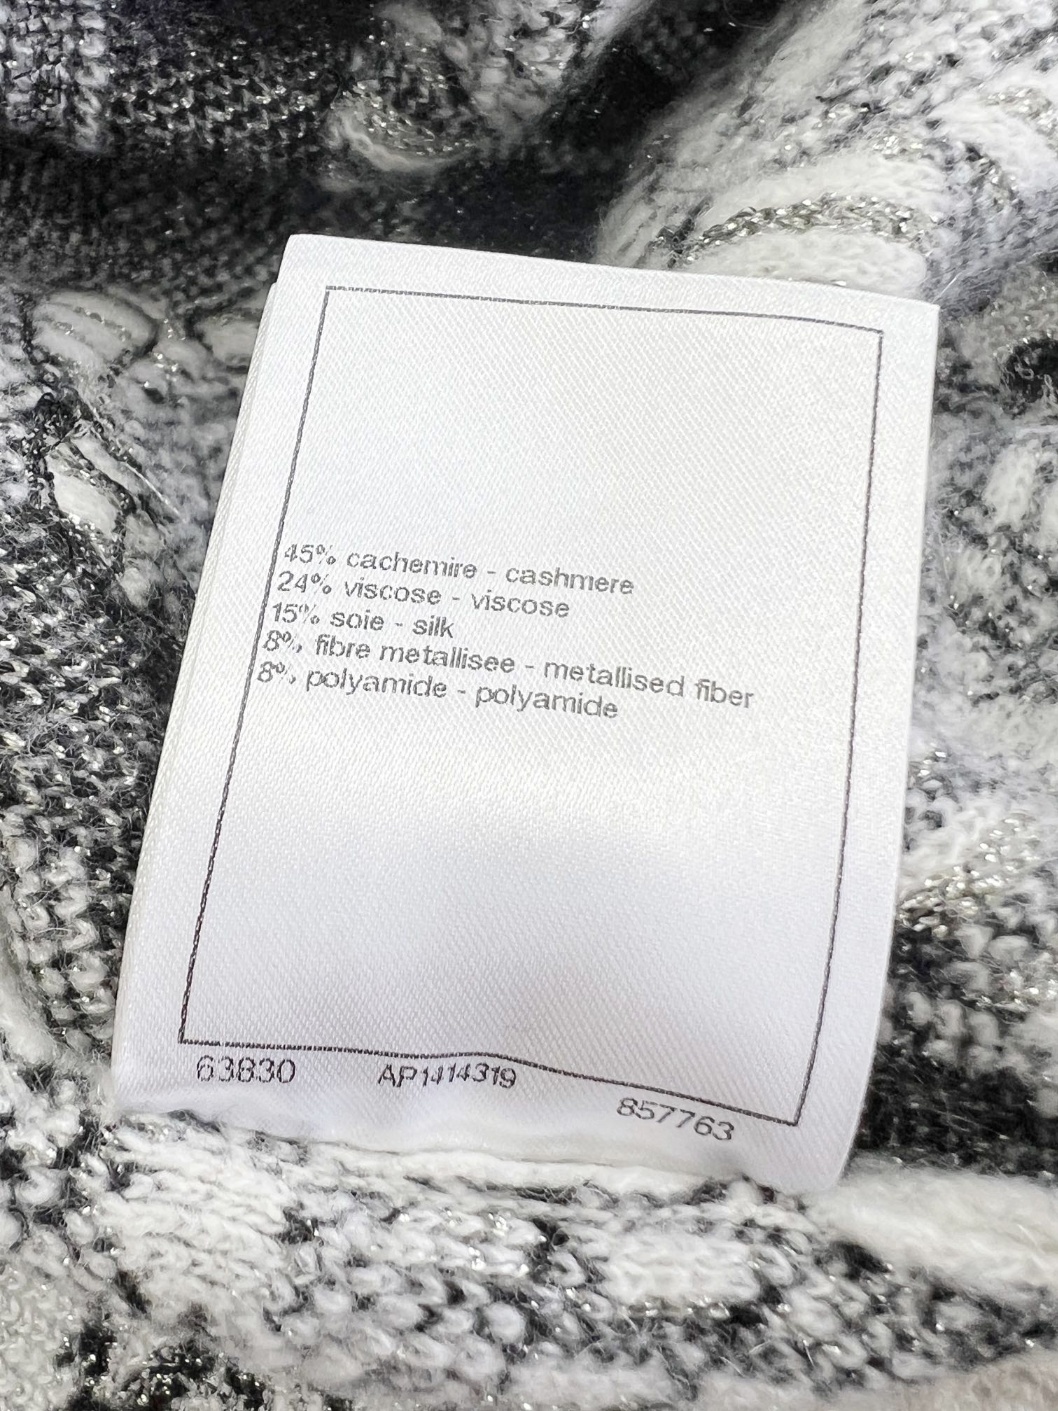 45% cachemire - cashmere
24% viscose - viscose
15% soie - silk
8% fibre metallisee - metallised fiber
8% polyamide - polyamide
63830 AP1414319 857763